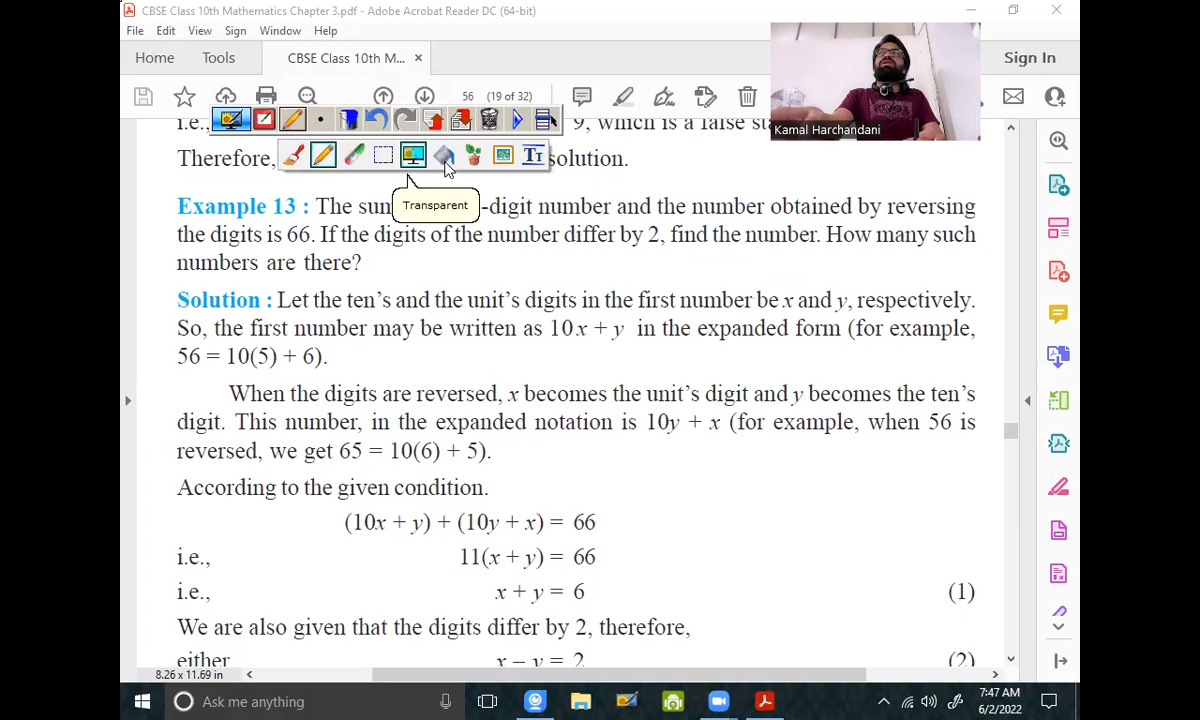 CBSE Class 10th Mathematics Chapter 3.pdf - Adobe Acrobat Reader DC (64-bit)
File Edit View Sign Window Help
Home Tools CBSE Class 10th M... × Sign In
56 (19 of 32)
Kamal Harchandani
i.e., 9, which is a false sta
Therefore, solution.
Transparent
Example 13 : The sum -digit number and the number obtained by reversing
the digits is 66. If the digits of the number differ by 2, find the number. How many such
numbers are there?
Solution : Let the ten's and the unit's digits in the first number be x and y, respectively.
So, the first number may be written as 10x + y in the expanded form (for example,
56 = 10(5) + 6).
When the digits are reversed, x becomes the unit's digit and y becomes the ten's
digit. This number, in the expanded notation is 10y + x (for example, when 56 is
reversed, we get 65 = 10(6) + 5).
According to the given condition.
(10x + y) + (10y + x) = 66
i.e., 11(x + y) = 66
i.e., x + y = 6 (1)
We are also given that the digits differ by 2, therefore,
either x – y = 2 (2)
8.26 x 11.69 in
Ask me anything
7:47 AM
6/2/2022